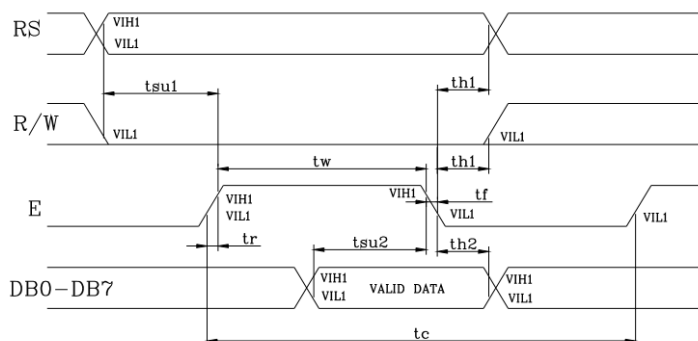 RS VIH1 VIL1 th1
tsu1
R/W VIL1 th1 VIL1
tw
E VIH1 VIL1 VIH1 tf VIL1 VIL1
tr tsu2 th2
DB0-DB7 VIH1 VIL1 VALID DATA VIH1 VIL1
tc